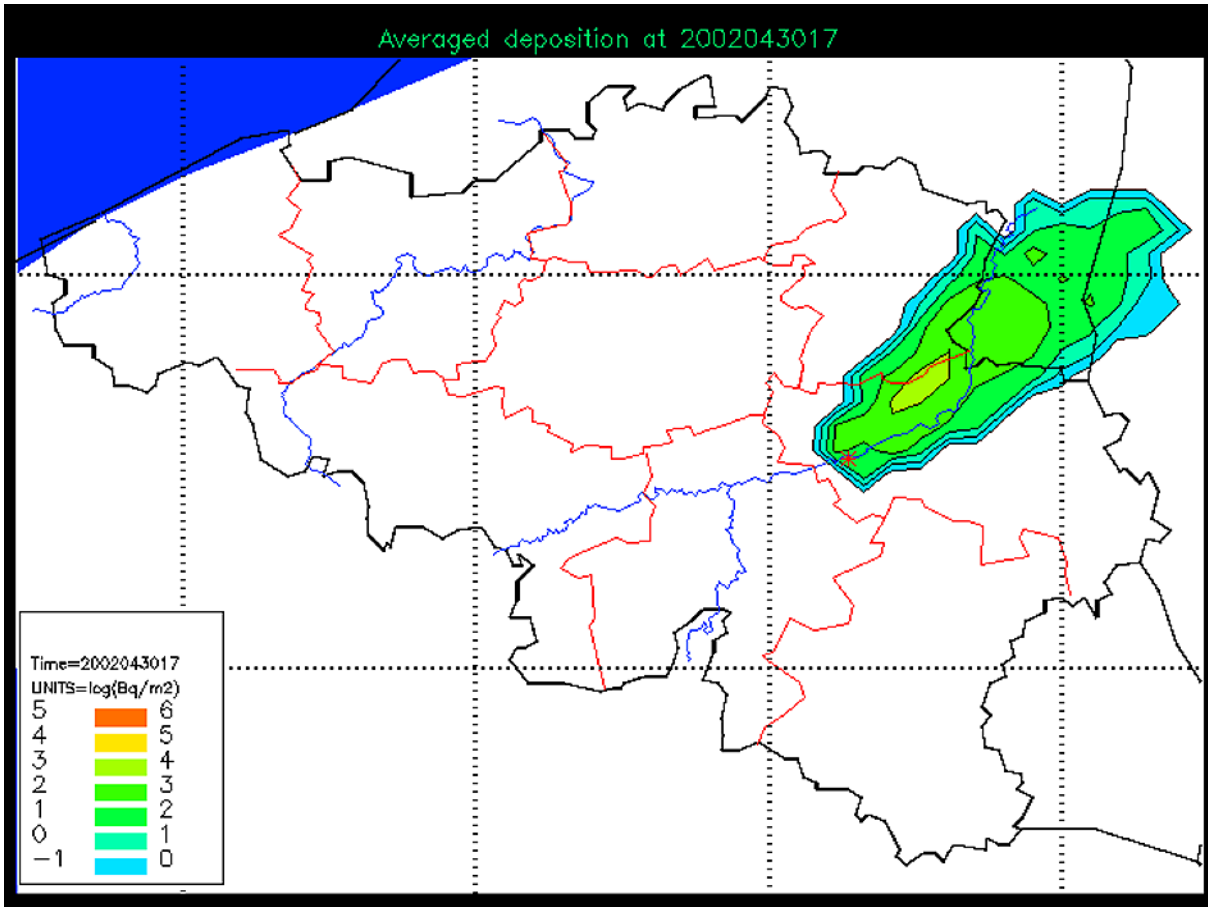 Averaged deposition at 2002043017
Time=2002043017
UNITS=log(Bq/m2)
5 6
4 5
3 4
2 3
1 2
0 1
-1 0